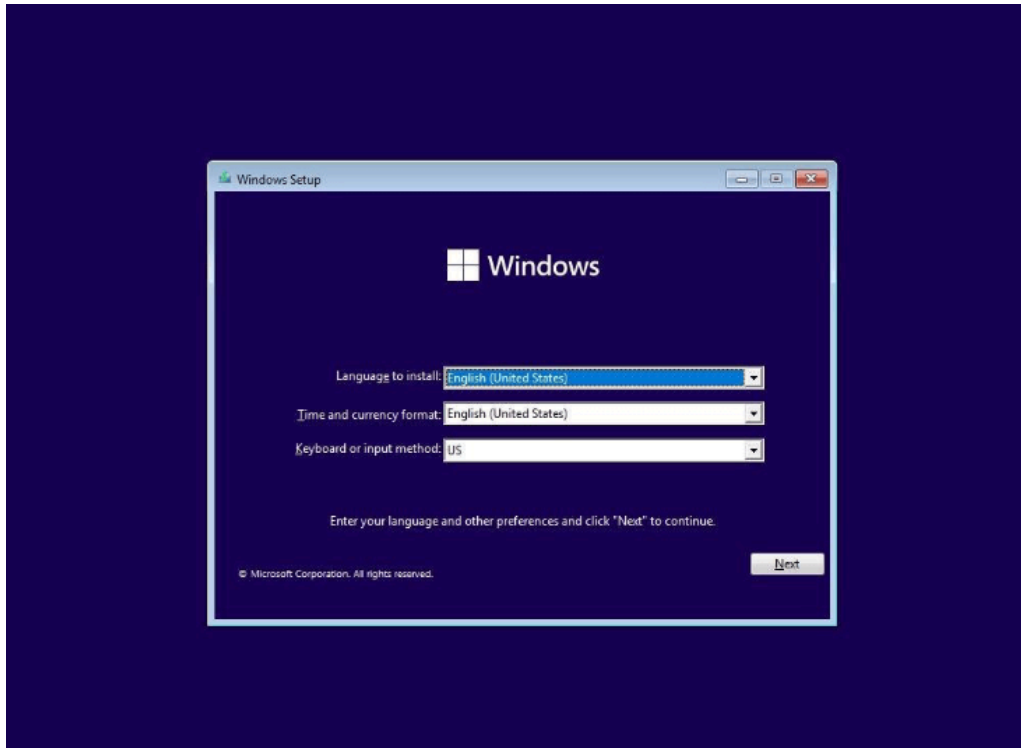 Windows Setup
Windows
Language to install: English (United States)
Time and currency format: English (United States)
Keyboard or input method: US
Enter your language and other preferences and click "Next" to continue.
Next
© Microsoft Corporation. All rights reserved.